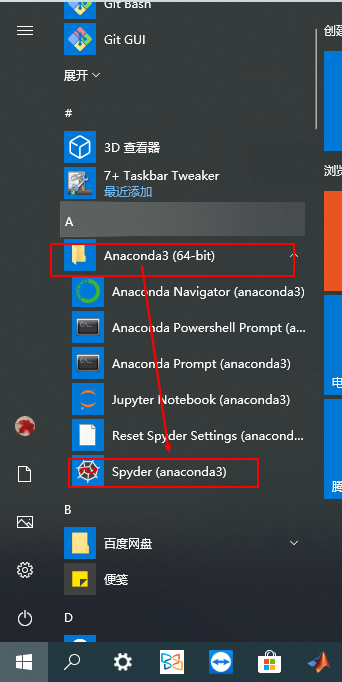 Git Bash
Git GUI
展开
#
3D 查看器
7+ Taskbar Tweaker
最近添加
A
Anaconda3 (64-bit)
Anaconda Navigator (anaconda3)
Anaconda Powershell Prompt (a...
Anaconda Prompt (anaconda3)
Jupyter Notebook (anaconda3)
Reset Spyder Settings (anacond...
Spyder (anaconda3)
B
百度网盘
便笺
D
创建
浏览
电
腾